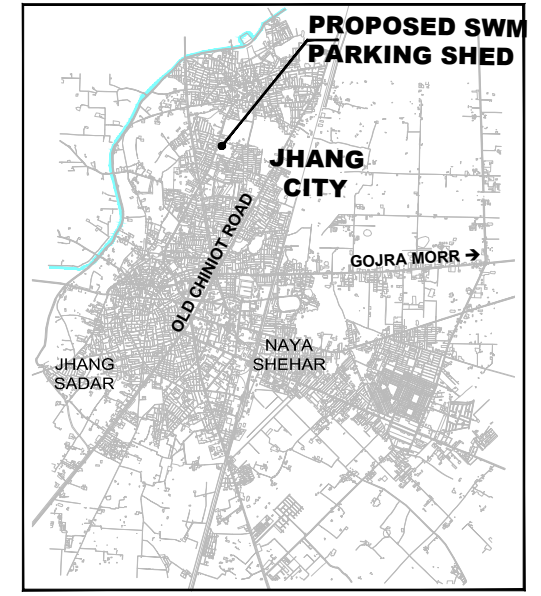 PROPOSED SWM
PARKING SHED
JHANG
CITY
OLD CHINIOT ROAD
GOJRA MORR →
NAYA
SHEHAR
JHANG
SADAR